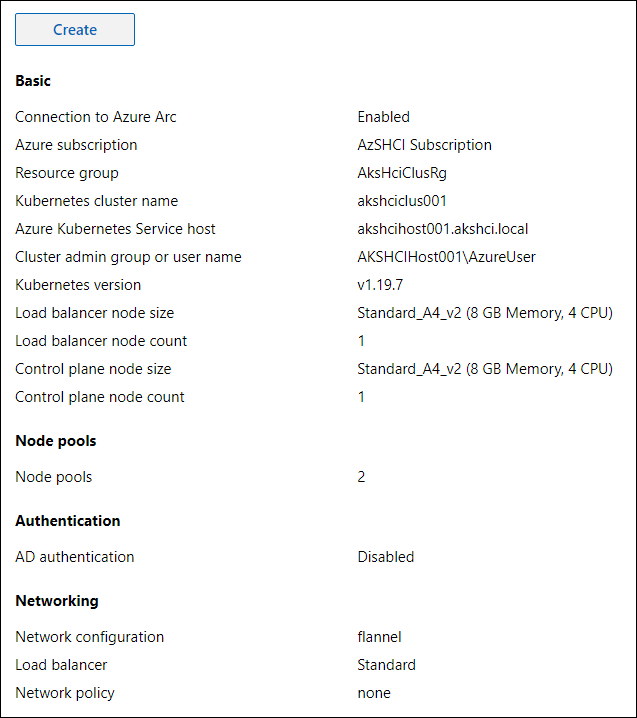 Create
Basic
Connection to Azure Arc Enabled
Azure subscription AzSHCI Subscription
Resource group AksHciClusRg
Kubernetes cluster name akshciclus001
Azure Kubernetes Service host akshcihost001.akshci.local
Cluster admin group or user name AKSHCIHost001\AzureUser
Kubernetes version v1.19.7
Load balancer node size Standard_A4_v2 (8 GB Memory, 4 CPU)
Load balancer node count 1
Control plane node size Standard_A4_v2 (8 GB Memory, 4 CPU)
Control plane node count 1
Node pools
Node pools 2
Authentication
AD authentication Disabled
Networking
Network configuration flannel
Load balancer Standard
Network policy none